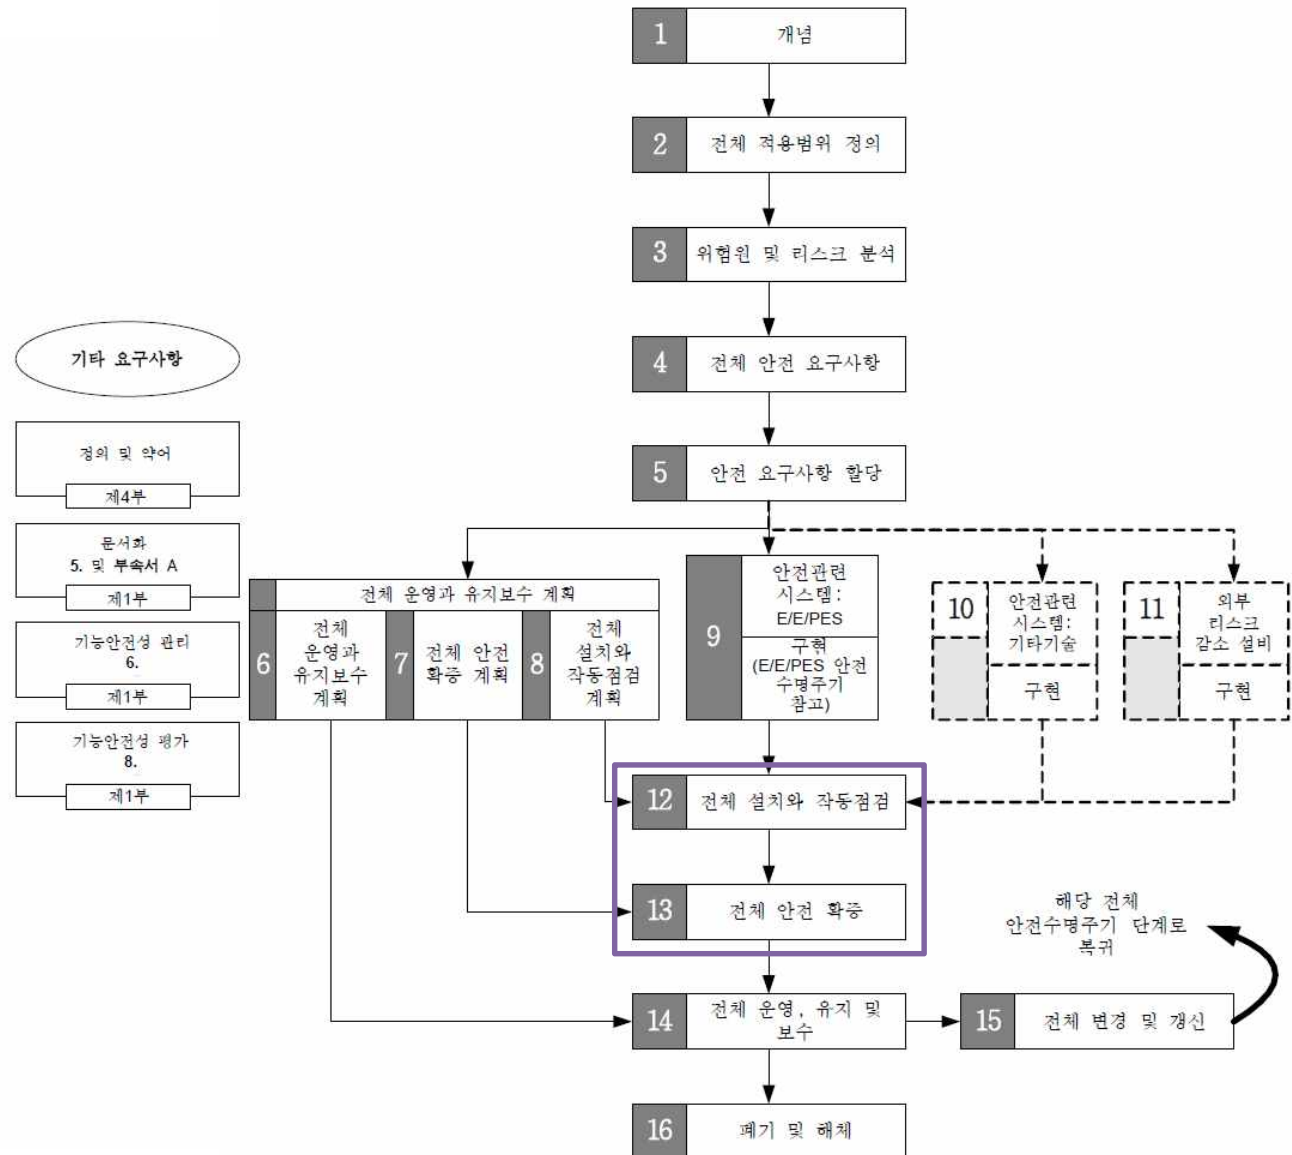 1
개념
2
전체 적용범위 정의
3
위험원 및 리스크 분석
4
전체 안전 요구사항
5
안전 요구사항 할당
기타 요구사항
정의 및 약어
제4부
문서화
5. 및 부속서 A
제1부
기능안전성 관리
6.
제1부
기능안전성 평가
8.
제1부
전체 운영과 유지보수 계획
6
전체
운영과
유지보수
계획
7
전체 안전
확증 계획
8
전체
설치와
작동점검
계획
9
안전관련
시스템:
E/E/PES
구현
(E/E/PES 안전
수명주기
참고)
10
안전관련
시스템:
기타기술
구현
11
외부
리스크
감소 설비
구현
12
전체 설치와 작동점검
13
전체 안전 확증
해당 전체
안전수명주기 단계로
복귀
14
전체 운영, 유지 및
보수
15
전체 변경 및 갱신
16
폐기 및 해체